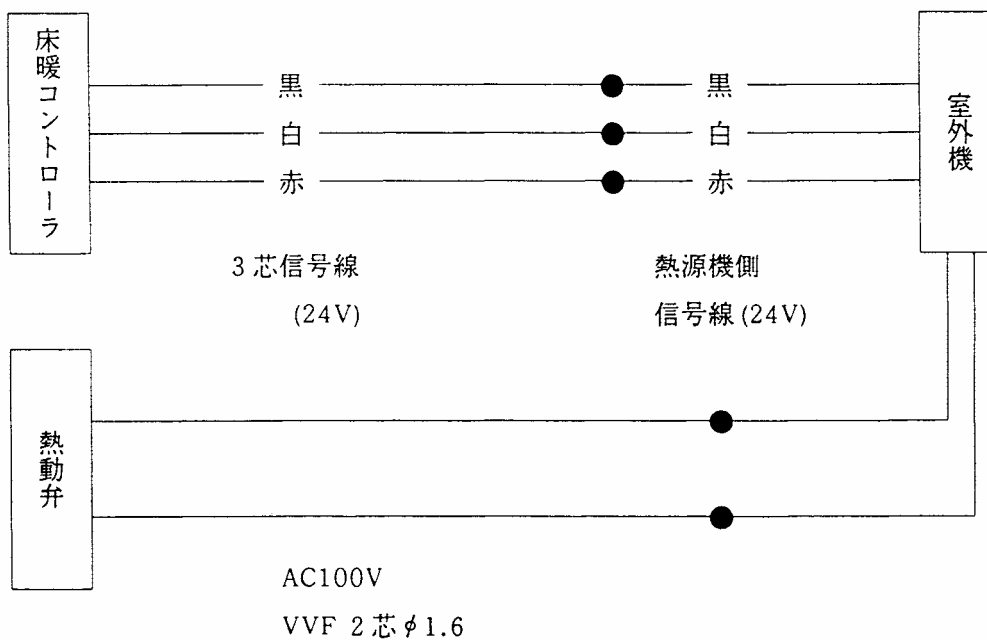 床暖コントローラ
黒
黒
室外機
白
白
赤
赤
3芯信号線
(24V)
熱源機側
信号線(24V)
熱動弁
AC100V
VVF 2芯φ1.6